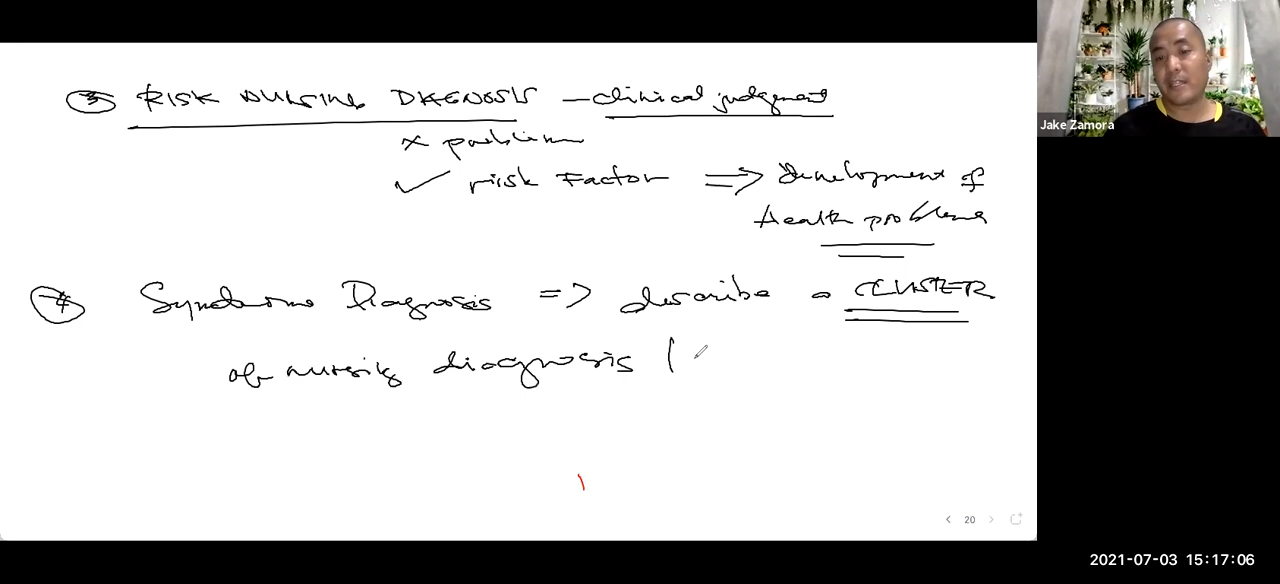 ③ RISK NURSING DIAGNOSIS – clinical judgment
x problem
✓ risk Factor => Development of
Health problems
④ Syndrome Diagnosis => describe a CLUSTER
of nursing diagnosis (
Jake Zamora
< 20 >
2021-07-03 15:17:06